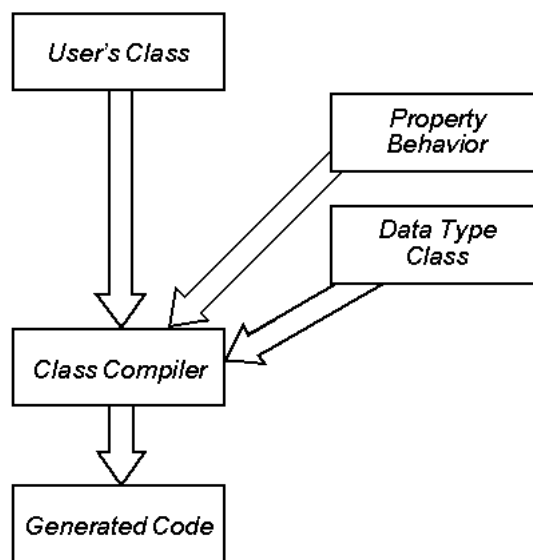 User's Class
Property
Behavior
Data Type
Class
Class Compiler
Generated Code